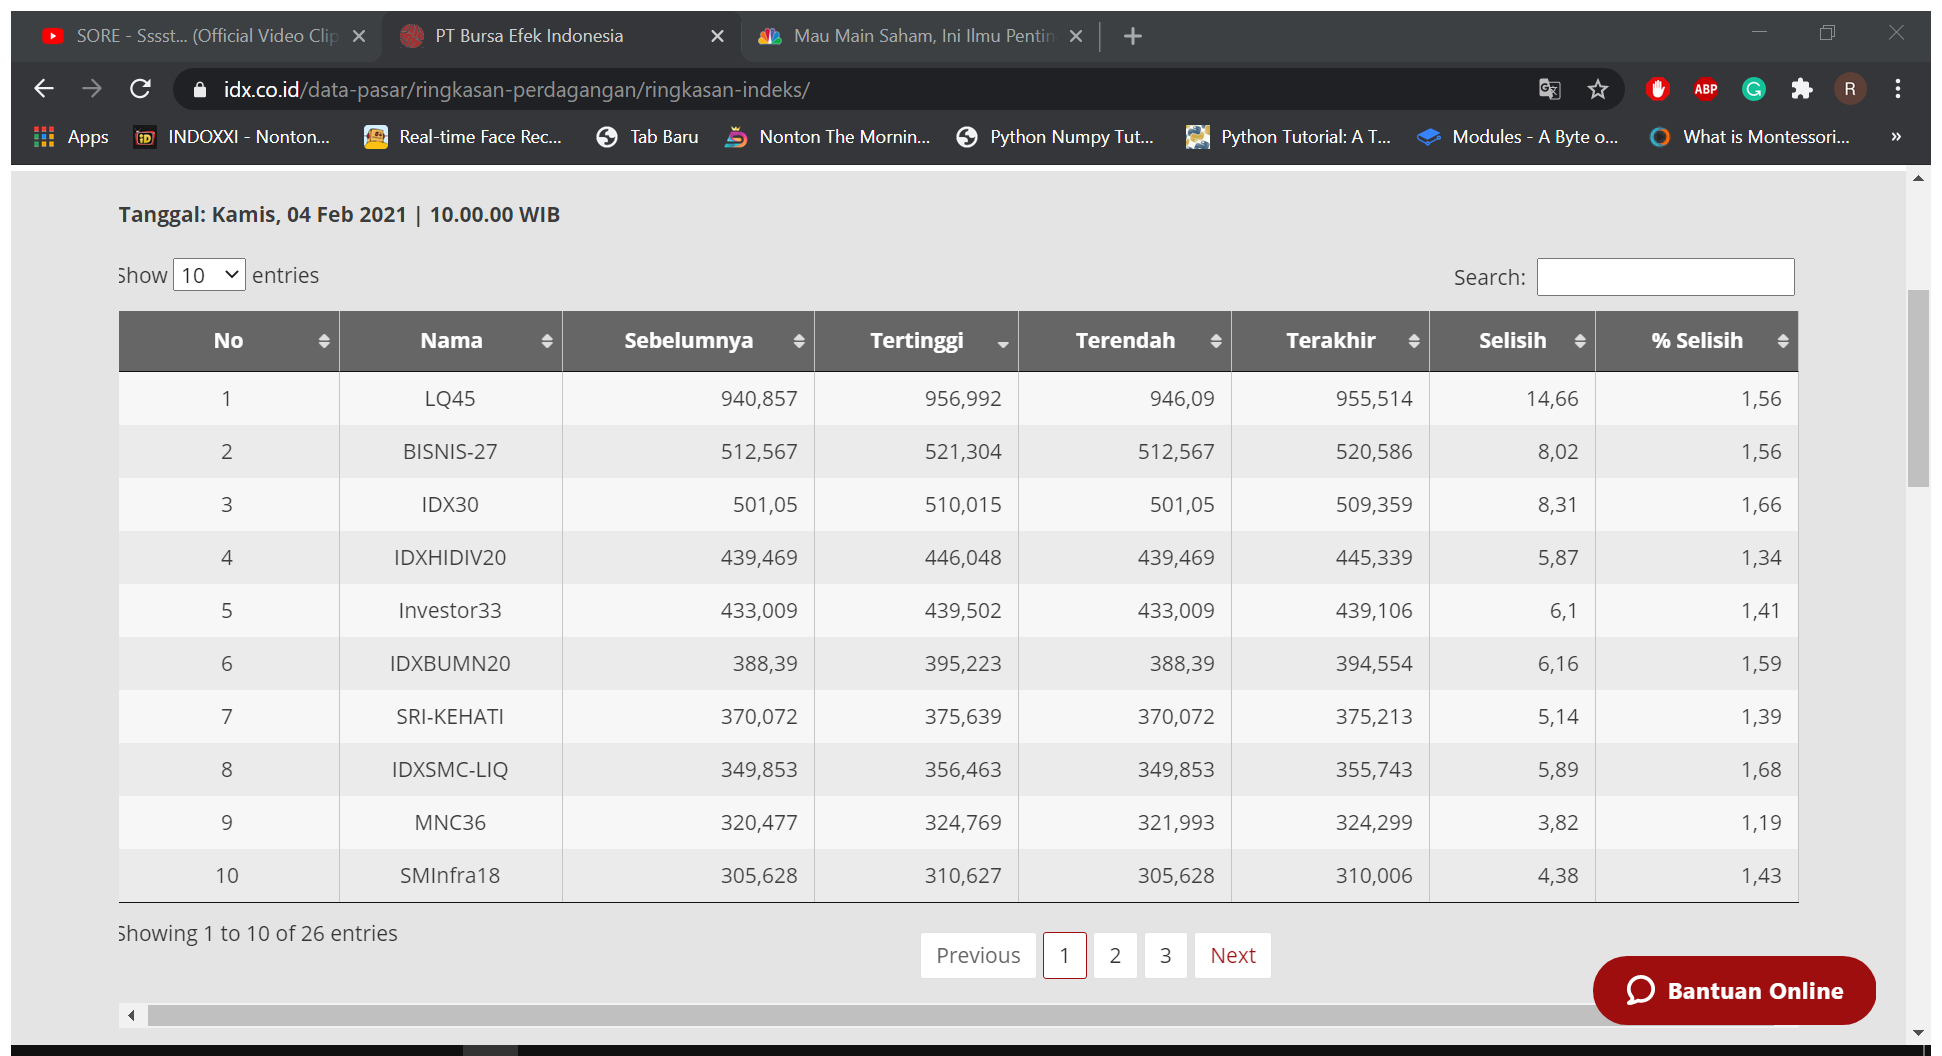 SORE - Sssst... (Official Video Clip
PT Bursa Efek Indonesia
Mau Main Saham, Ini Ilmu Pentin
idx.co.id/data-pasar/ringkasan-perdagangan/ringkasan-indeks/
ABP
G
R
Apps
iD
INDOXXI - Nonton...
Real-time Face Rec...
Tab Baru
Nonton The Mornin...
Python Numpy Tut...
Python Tutorial: A T...
Modules - A Byte o...
What is Montessori...
»
Tanggal: Kamis, 04 Feb 2021 | 10.00.00 WIB
Show 10 entries
Search:
No Nama Sebelumnya Tertinggi Terendah Terakhir Selisih % Selisih
1 LQ45 940,857 956,992 946,09 955,514 14,66 1,56
2 BISNIS-27 512,567 521,304 512,567 520,586 8,02 1,56
3 IDX30 501,05 510,015 501,05 509,359 8,31 1,66
4 IDXHIDIV20 439,469 446,048 439,469 445,339 5,87 1,34
5 Investor33 433,009 439,502 433,009 439,106 6,1 1,41
6 IDXBUMN20 388,39 395,223 388,39 394,554 6,16 1,59
7 SRI-KEHATI 370,072 375,639 370,072 375,213 5,14 1,39
8 IDXSMC-LIQ 349,853 356,463 349,853 355,743 5,89 1,68
9 MNC36 320,477 324,769 321,993 324,299 3,82 1,19
10 SMInfra18 305,628 310,627 305,628 310,006 4,38 1,43
Showing 1 to 10 of 26 entries
Previous 1 2 3 Next
Bantuan Online